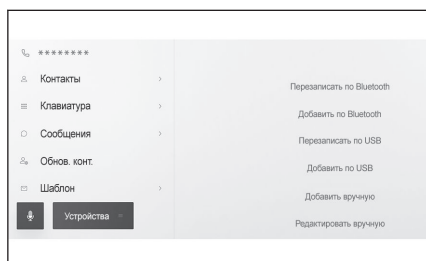 ********
Контакты
Клавиатура
Сообщения
Обнов. конт.
Шаблон
Устройства
Перезаписать по Bluetooth
Добавить по Bluetooth
Перезаписать по USB
Добавить по USB
Добавить вручную
Редактировать вручную